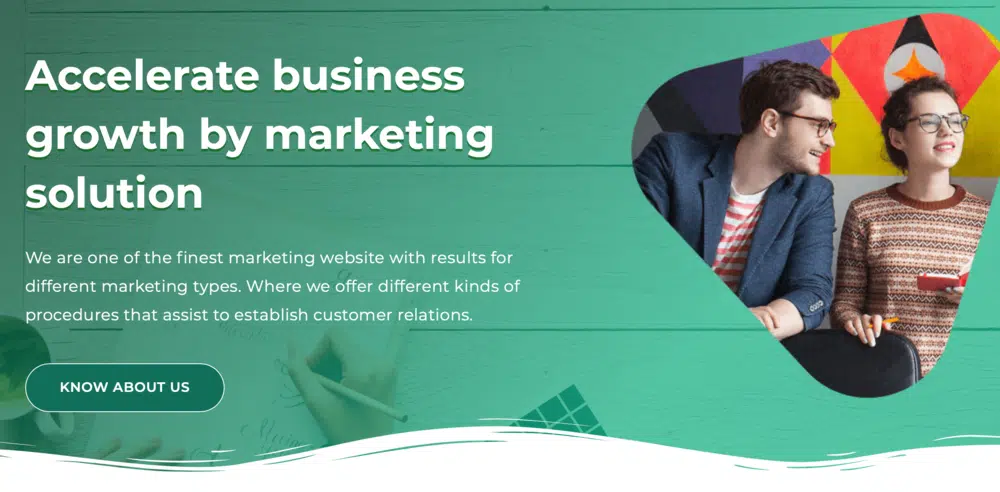 Accelerate business
growth by marketing
solution
We are one of the finest marketing website with results for
different marketing types. Where we offer different kinds of
procedures that assist to establish customer relations.
KNOW ABOUT US